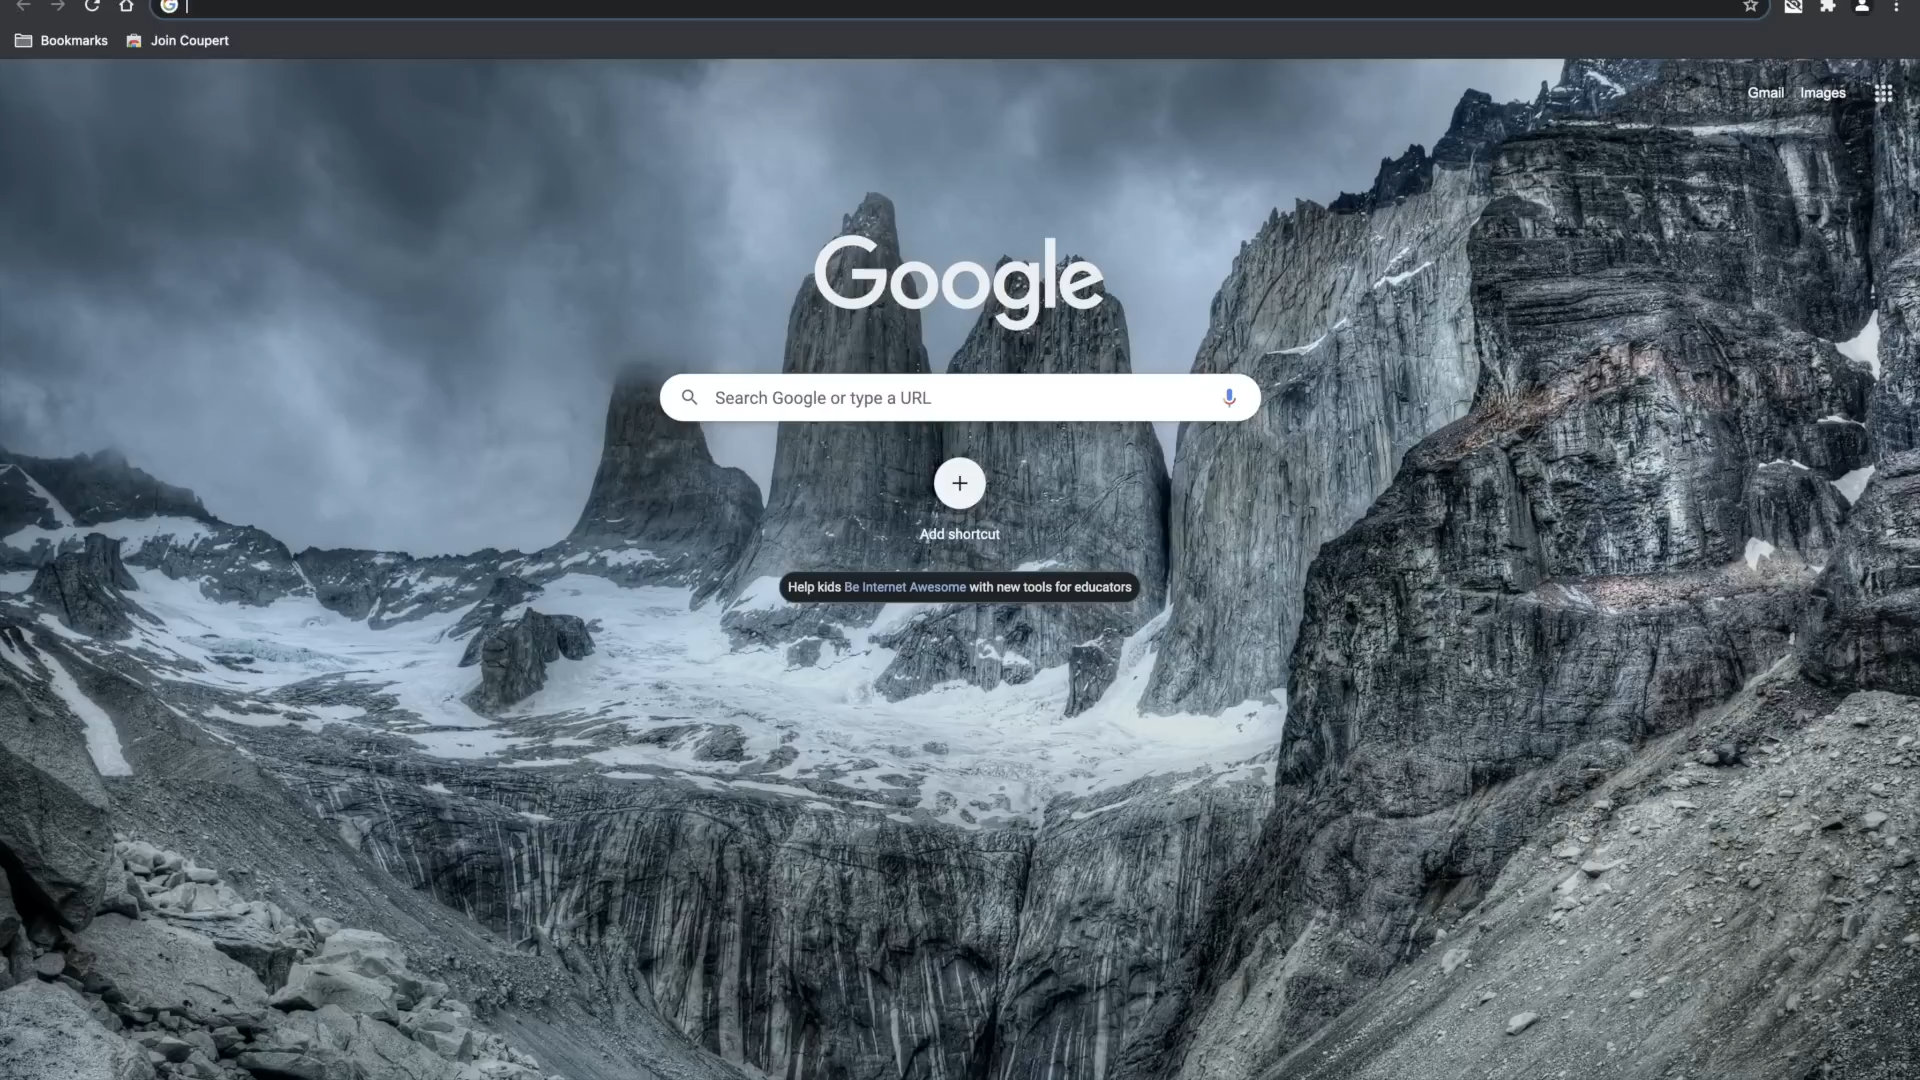 Bookmarks Join Coupert
Gmail Images
Google
Search Google or type a URL
Add shortcut
Help kids Be Internet Awesome with new tools for educators